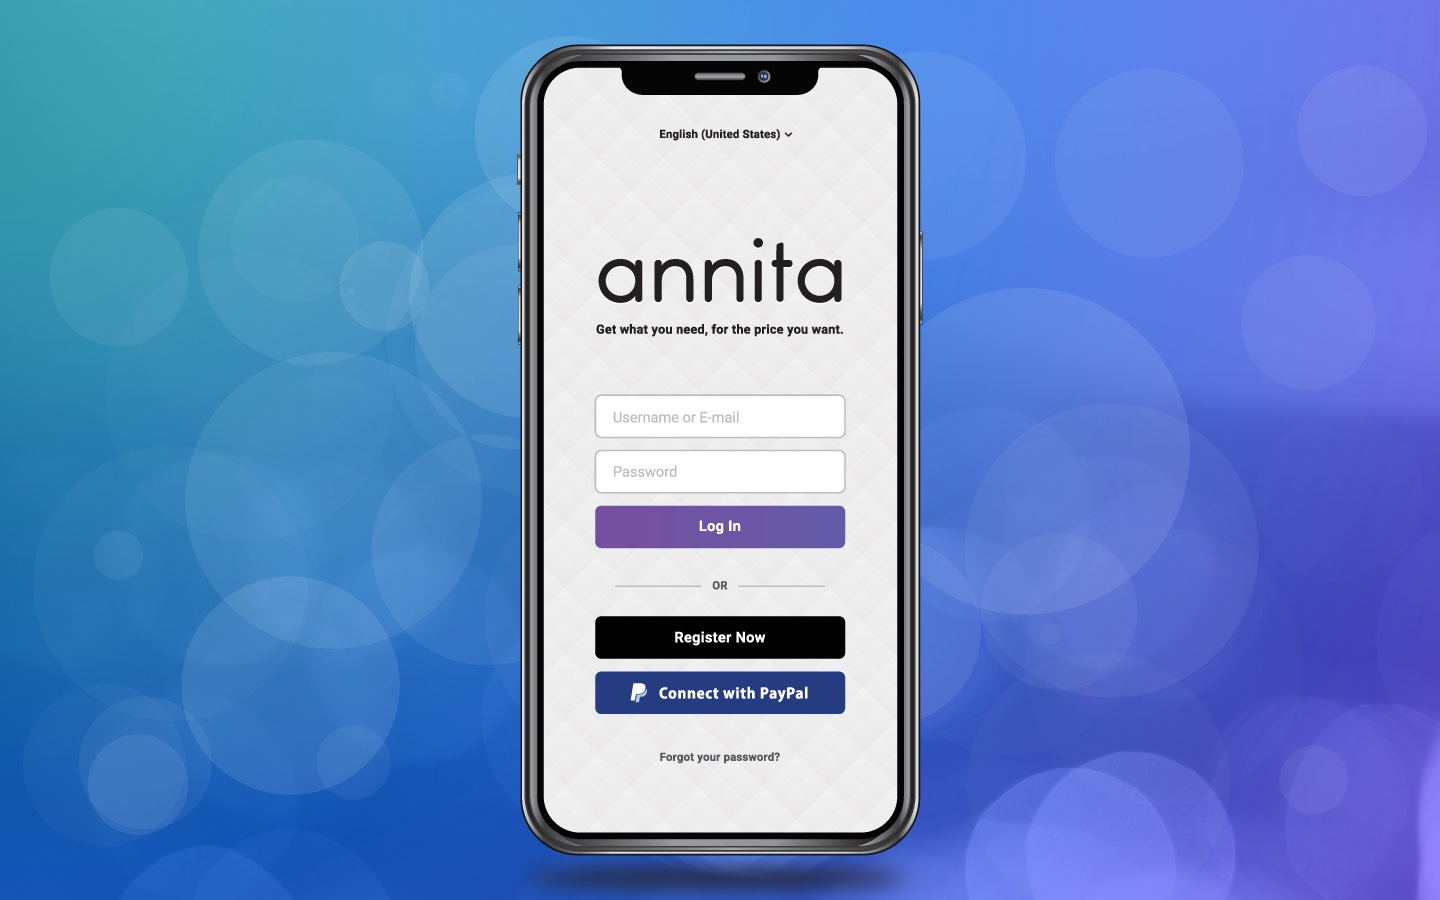 English (United States)
annita
Get what you need, for the price you want.
Username or E-mail
Password
Log In
OR
Register Now
Connect with PayPal
Forgot your password?